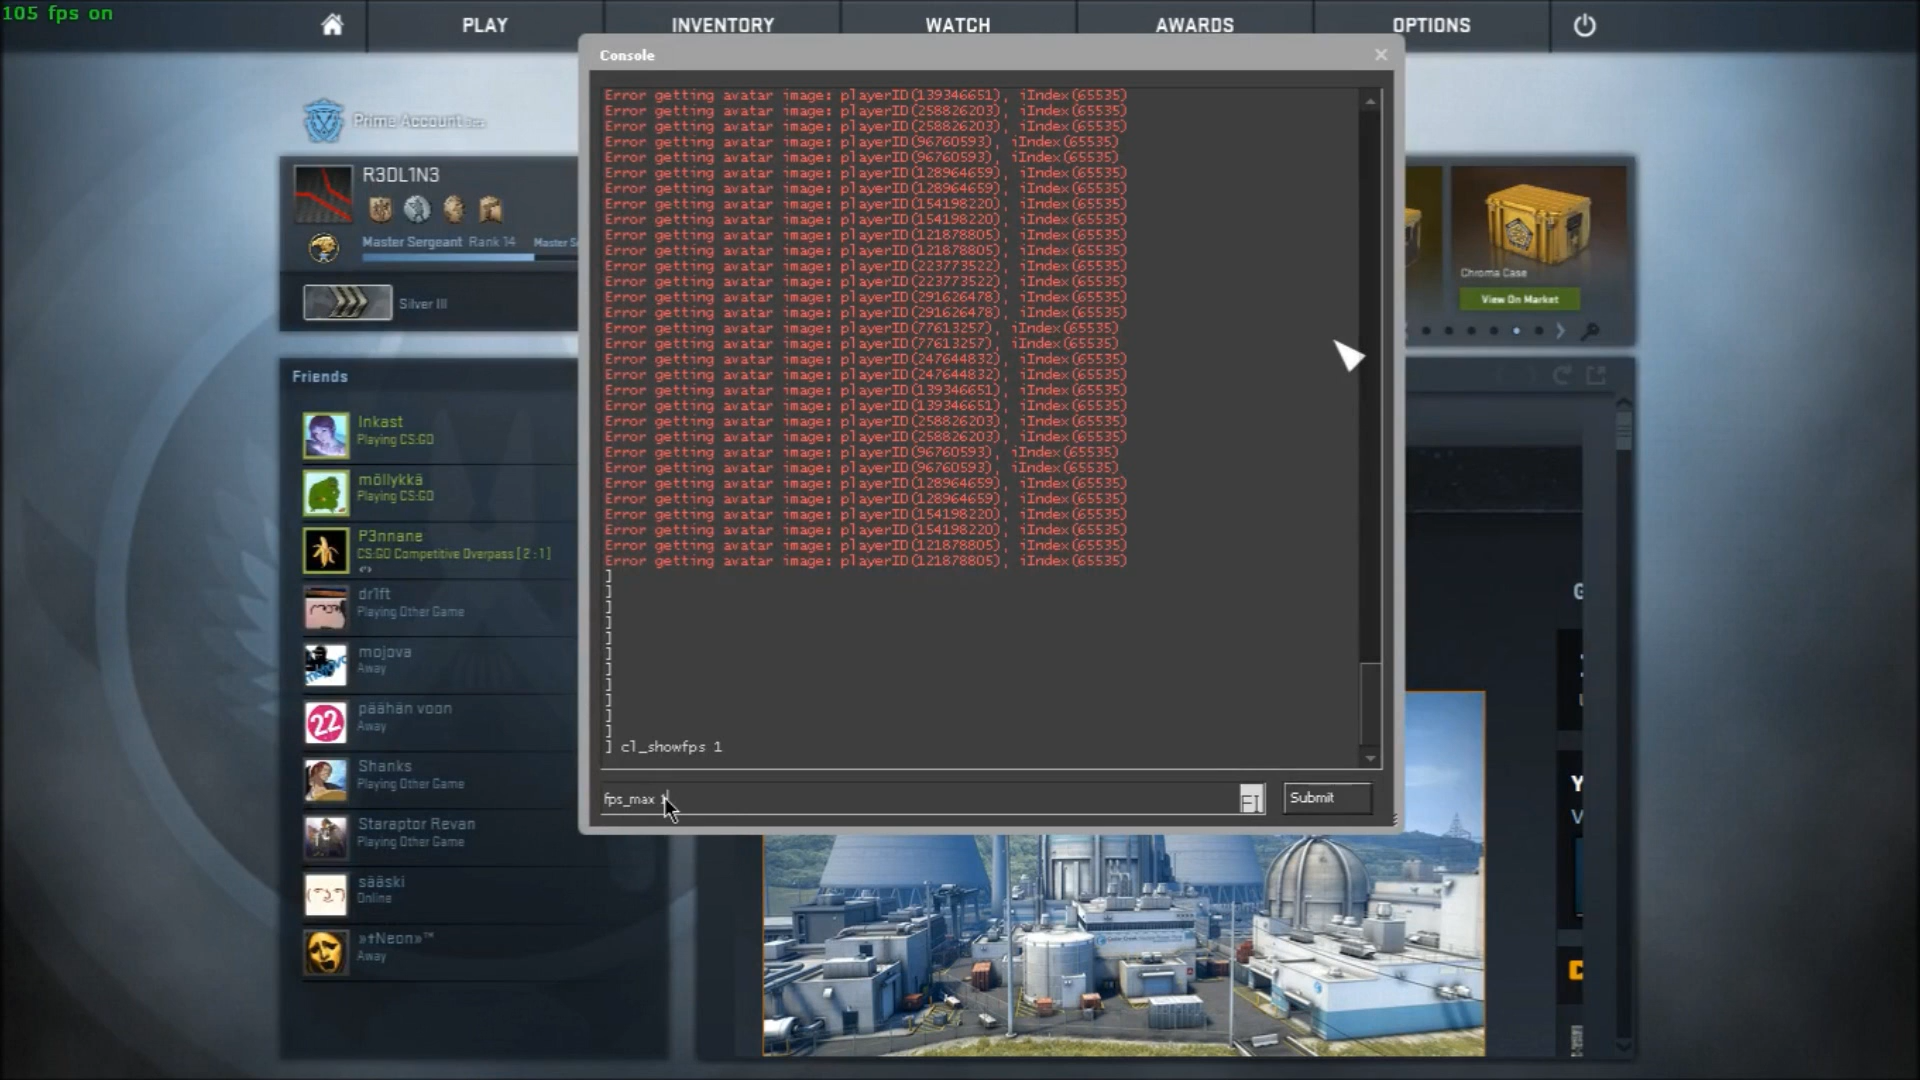 105 fps on
PLAY
INVENTORY
WATCH
AWARDS
OPTIONS
Prime Account Beta
R3DL1N3
Master Sergeant Rank 14
Silver III
Friends
Inkast
Playing CS:GO
möllykkä
Playing CS:GO
P3nnane
CS:GO Competitive Overpass [ 2 : 1 ]
dr1ft
Playing Other Game
mojova
Away
päähän voon
Away
Shanks
Playing Other Game
Staraptor Revan
Playing Other Game
sääski
Online
»†Neon»™
Away
Console
Error getting avatar image: playerID(139346651), iIndex(65535)
Error getting avatar image: playerID(258826203), iIndex(65535)
Error getting avatar image: playerID(258826203), iIndex(65535)
Error getting avatar image: playerID(96760593), iIndex(65535)
Error getting avatar image: playerID(96760593), iIndex(65535)
Error getting avatar image: playerID(128964659), iIndex(65535)
Error getting avatar image: playerID(128964659), iIndex(65535)
Error getting avatar image: playerID(154198220), iIndex(65535)
Error getting avatar image: playerID(154198220), iIndex(65535)
Error getting avatar image: playerID(121878805), iIndex(65535)
Error getting avatar image: playerID(121878805), iIndex(65535)
Error getting avatar image: playerID(223773522), iIndex(65535)
Error getting avatar image: playerID(223773522), iIndex(65535)
Error getting avatar image: playerID(291626478), iIndex(65535)
Error getting avatar image: playerID(291626478), iIndex(65535)
Error getting avatar image: playerID(77613257), iIndex(65535)
Error getting avatar image: playerID(77613257), iIndex(65535)
Error getting avatar image: playerID(247644832), iIndex(65535)
Error getting avatar image: playerID(247644832), iIndex(65535)
Error getting avatar image: playerID(139346651), iIndex(65535)
Error getting avatar image: playerID(139346651), iIndex(65535)
Error getting avatar image: playerID(258826203), iIndex(65535)
Error getting avatar image: playerID(258826203), iIndex(65535)
Error getting avatar image: playerID(96760593), iIndex(65535)
Error getting avatar image: playerID(96760593), iIndex(65535)
Error getting avatar image: playerID(128964659), iIndex(65535)
Error getting avatar image: playerID(128964659), iIndex(65535)
Error getting avatar image: playerID(154198220), iIndex(65535)
Error getting avatar image: playerID(154198220), iIndex(65535)
Error getting avatar image: playerID(121878805), iIndex(65535)
Error getting avatar image: playerID(121878805), iIndex(65535)
]
]
]
]
]
]
]
]
]
]
]
] cl_showfps 1
fps_max
FI
Submit
Chroma Case
View On Market
22